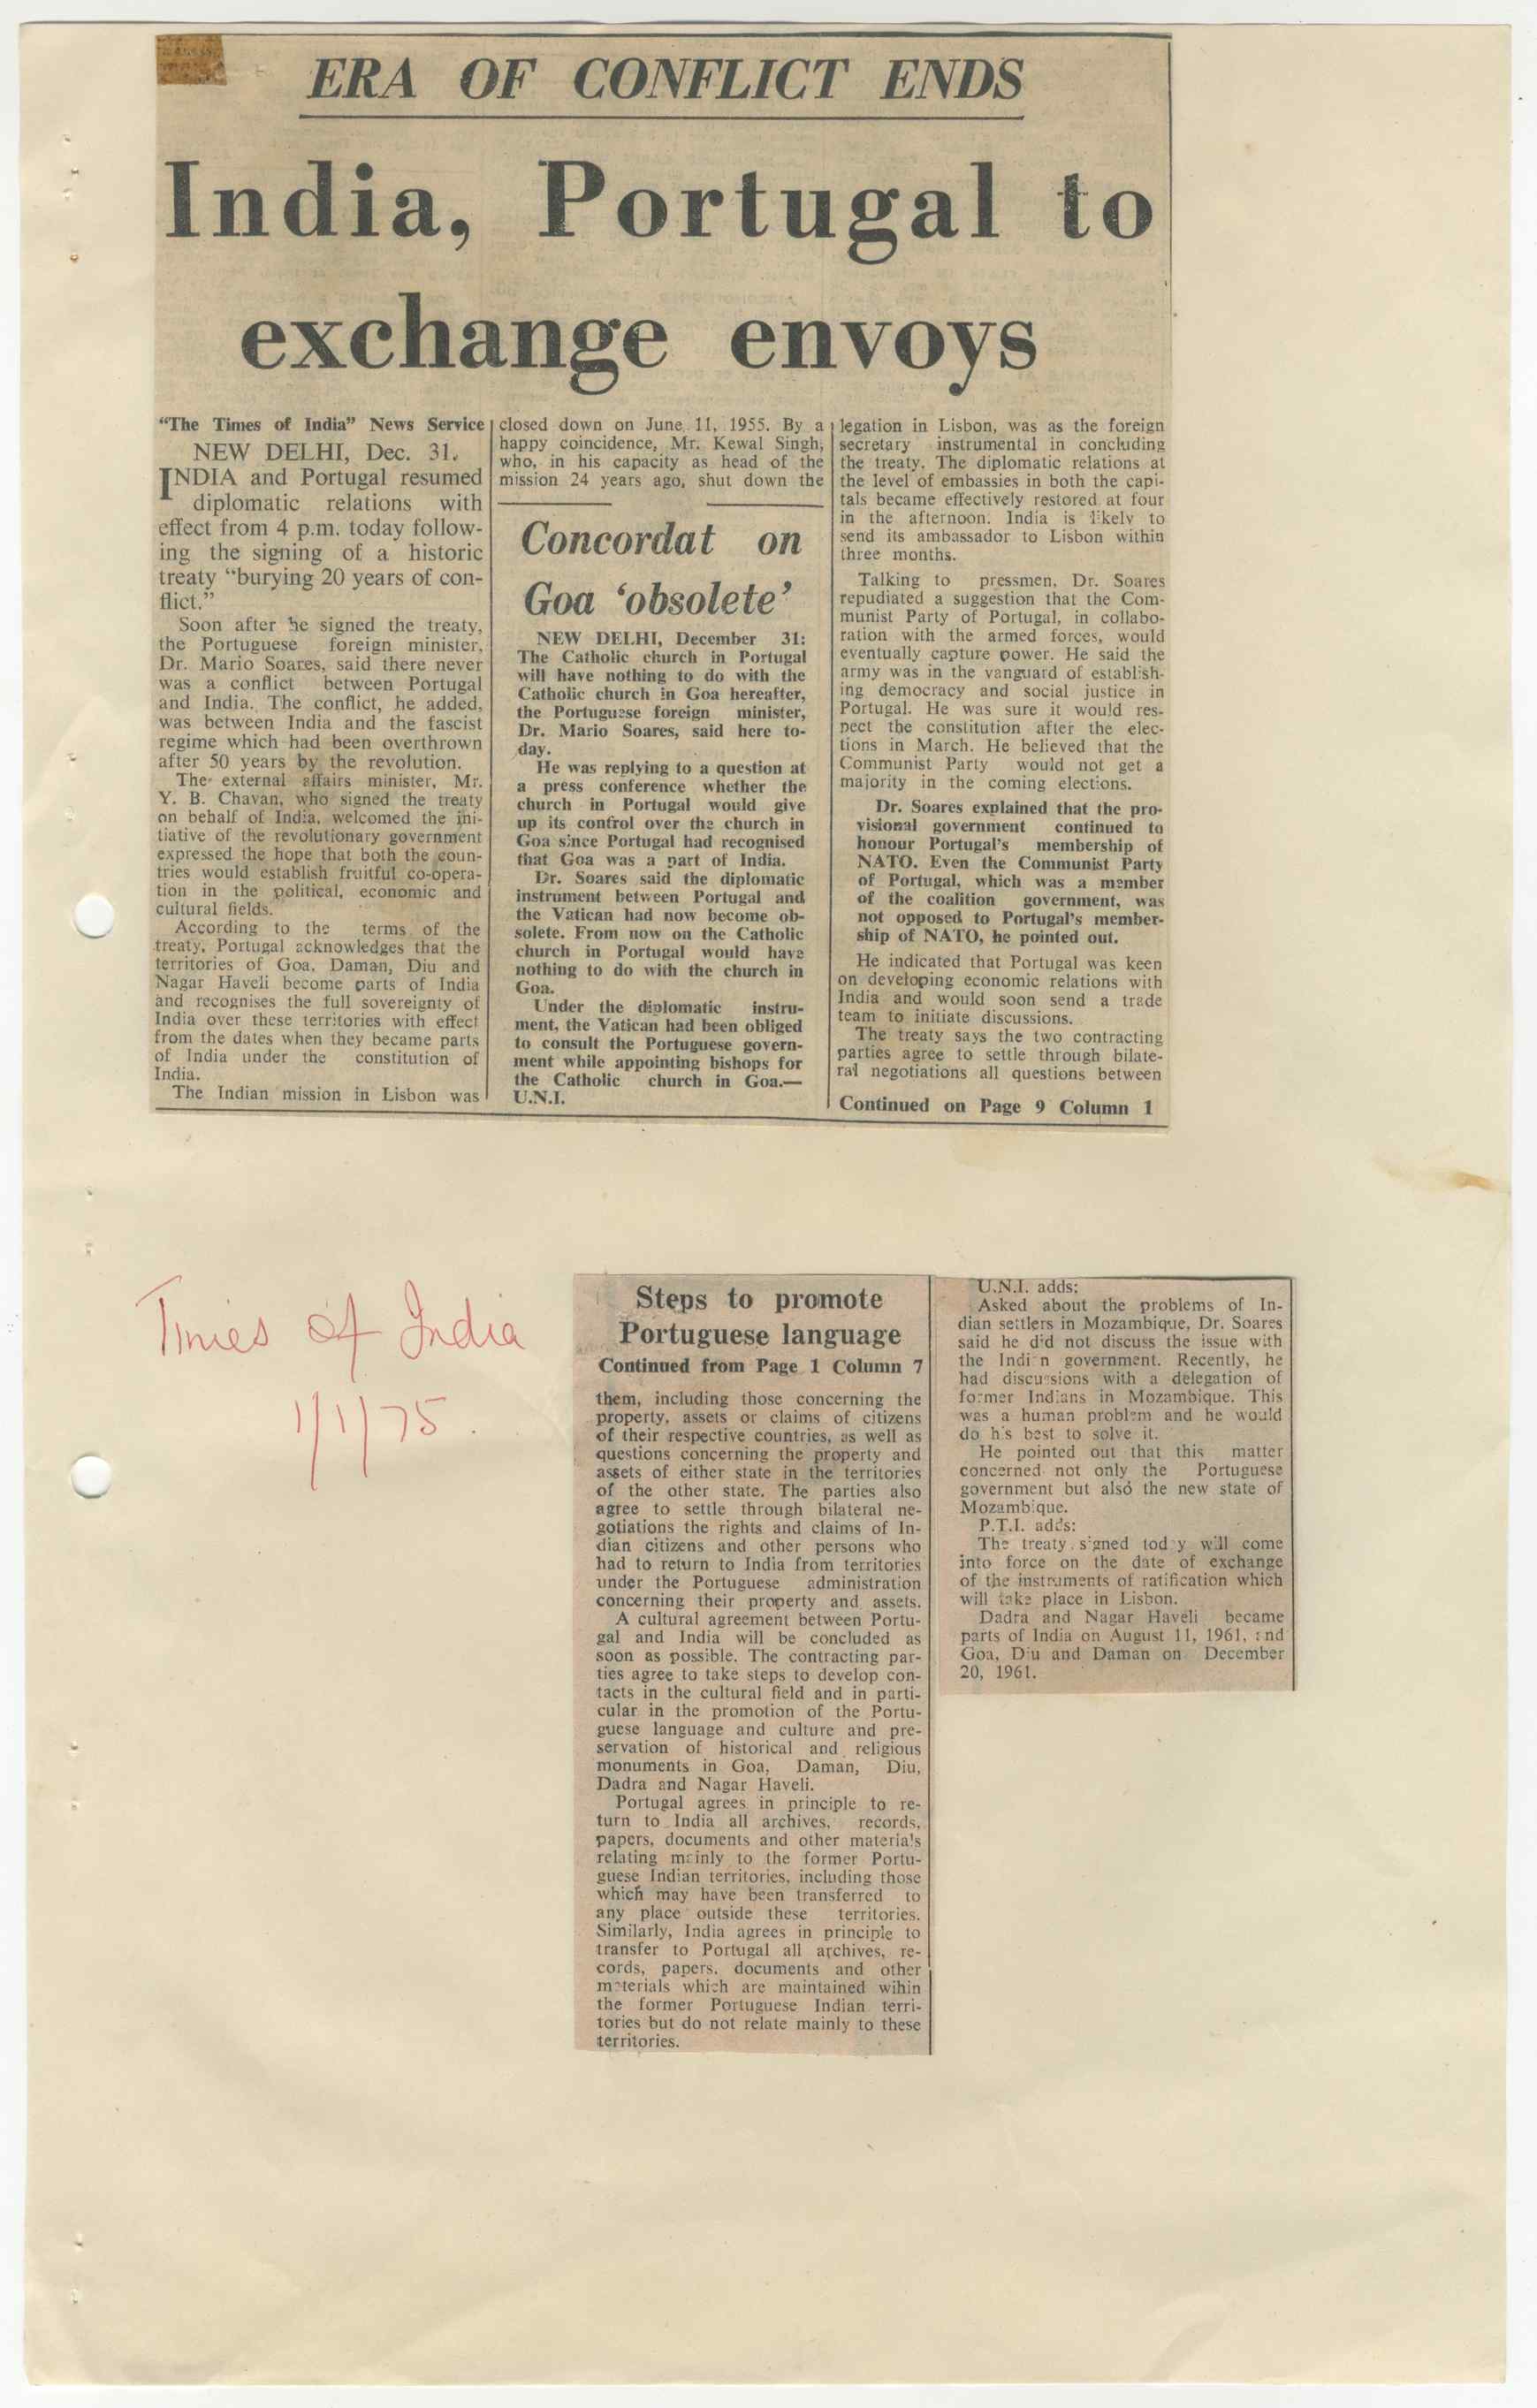 ERA OF CONFLICT ENDS
India, Portugal to
exchange envoys
"The Times of India" News Service
NEW DELHI, Dec. 31.
INDIA and Portugal resumed
diplomatic relations with
effect from 4 p.m. today follow-
ing the signing of a historic
treaty "burying 20 years of con-
flict."
Soon after he signed the treaty,
the Portuguese foreign minister,
Dr. Mario Soares, said there never
was a conflict between Portugal
and India. The conflict, he added,
was between India and the fascist
regime which had been overthrown
after 50 years by the revolution.
The external affairs minister, Mr.
Y. B. Chavan, who signed the treaty
on behalf of India, welcomed the ini-
tiative of the revolutionary government
expressed the hope that both the coun-
tries would establish fruitful co-opera-
tion in the political, economic and
cultural fields.
According to the terms of the
treaty, Portugal acknowledges that the
territories of Goa, Daman, Diu and
Nagar Haveli become parts of India
and recognises the full sovereignty of
India over these territories with effect
from the dates when they became parts
of India under the constitution of
India.
The Indian mission in Lisbon was
closed down on June 11, 1955. By a
happy coincidence, Mr. Kewal Singh,
who, in his capacity as head of the
mission 24 years ago, shut down the
Concordat on
Goa 'obsolete'
NEW DELHI, December 31:
The Catholic church in Portugal
will have nothing to do with the
Catholic church in Goa hereafter,
the Portuguese foreign minister,
Dr. Mario Soares, said here to-
day.
He was replying to a question at
a press conference whether the
church in Portugal would give
up its control over the church in
Goa since Portugal had recognised
that Goa was a part of India.
Dr. Soares said the diplomatic
instrument between Portugal and
the Vatican had now become ob-
solete. From now on the Catholic
church in Portugal would have
nothing to do with the church in
Goa.
Under the diplomatic instru-
ment, the Vatican had been obliged
to consult the Portuguese govern-
ment while appointing bishops for
the Catholic church in Goa.—
U.N.I.
legation in Lisbon, was as the foreign
secretary instrumental in concluding
the treaty. The diplomatic relations at
the level of embassies in both the capi-
tals became effectively restored at four
in the afternoon. India is likely to
send its ambassador to Lisbon within
three months.
Talking to pressmen, Dr. Soares
repudiated a suggestion that the Com-
munist Party of Portugal, in collabo-
ration with the armed forces, would
eventually capture power. He said the
army was in the vanguard of establish-
ing democracy and social justice in
Portugal. He was sure it would res-
pect the constitution after the elec-
tions in March. He believed that the
Communist Party would not get a
majority in the coming elections.
Dr. Soares explained that the pro-
visional government continued to
honour Portugal's membership of
NATO. Even the Communist Party
of Portugal, which was a member
of the coalition government, was
not opposed to Portugal's member-
ship of NATO, he pointed out.
He indicated that Portugal was keen
on developing economic relations with
India and would soon send a trade
team to initiate discussions.
The treaty says the two contracting
parties agree to settle through bilate-
ral negotiations all questions between
Continued on Page 9 Column 1
Times of India
1/1/75.
Steps to promote
Portuguese language
Continued from Page 1 Column 7
them, including those concerning the
property, assets or claims of citizens
of their respective countries, as well as
questions concerning the property and
assets of either state in the territories
of the other state. The parties also
agree to settle through bilateral ne-
gotiations the rights and claims of In-
dian citizens and other persons who
had to return to India from territories
under the Portuguese administration
concerning their property and assets.
A cultural agreement between Portu-
gal and India will be concluded as
soon as possible. The contracting par-
ties agree to take steps to develop con-
tacts in the cultural field and in parti-
cular in the promotion of the Portu-
guese language and culture and pre-
servation of historical and religious
monuments in Goa, Daman, Diu,
Dadra and Nagar Haveli.
Portugal agrees in principle to re-
turn to India all archives, records,
papers, documents and other materials
relating mainly to the former Portu-
guese Indian territories, including those
which may have been transferred to
any place outside these territories.
Similarly, India agrees in principle to
transfer to Portugal all archives, re-
cords, papers, documents and other
materials which are maintained wihin
the former Portuguese Indian terri-
tories but do not relate mainly to these
territories.
U.N.I. adds:
Asked about the problems of In-
dian settlers in Mozambique, Dr. Soares
said he did not discuss the issue with
the Indian government. Recently, he
had discussions with a delegation of
former Indians in Mozambique. This
was a human problem and he would
do his best to solve it.
He pointed out that this matter
concerned not only the Portuguese
government but also the new state of
Mozambique.
P.T.I. adds:
The treaty signed today will come
into force on the date of exchange
of the instruments of ratification which
will take place in Lisbon.
Dadra and Nagar Haveli became
parts of India on August 11, 1961, and
Goa, Diu and Daman on December
20, 1961.